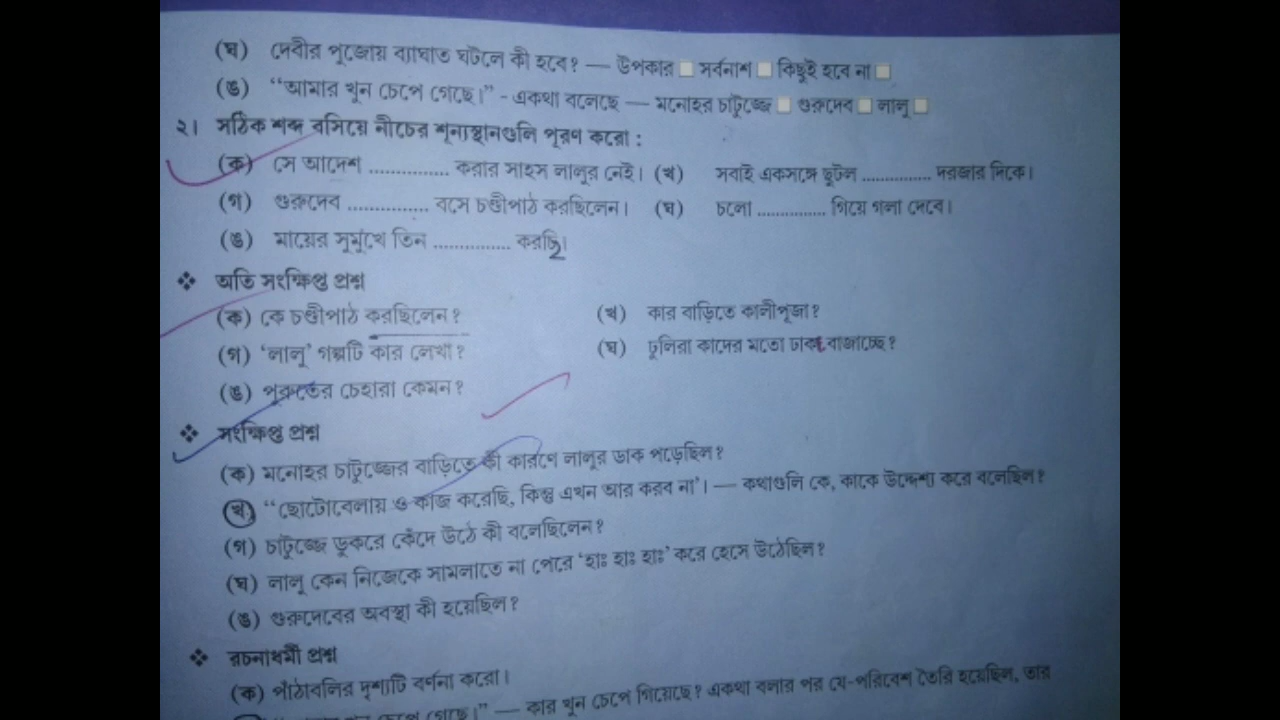 (ঘ) দেবীর পূজোয় ব্যাঘাত ঘটলে কী হবে? — উপকার □ সর্বনাশ □ কিছুই হবে না □
(ঙ) “আমার খুন চেপে গেছে।” - একথা বলেছে — মনোহর চাটুজ্জে □ গুরুদেব □ লালু □
২। সঠিক শব্দ বসিয়ে নীচের শূন্যস্থানগুলি পূরণ করো :
(ক) সে আদেশ ............... করার সাহস লালুর নেই। (খ) সবাই একসঙ্গে ছুটল ............. দরজার দিকে।
(গ) গুরুদেব ............... বসে চণ্ডীপাঠ করছিলেন। (ঘ) চলো ............. গিয়ে গলা দেবে।
(ঙ) মায়ের সুমুখে তিন .............. করছি।
❖ অতি সংক্ষিপ্ত প্রশ্ন
(ক) কে চণ্ডীপাঠ করছিলেন? (খ) কার বাড়িতে কালীপূজা?
(গ) ‘লালু’ গল্পটি কার লেখা? (ঘ) ঢুলিরা কাদের মতো ঢাক বাজাচ্ছে?
(ঙ) পুরুতের চেহারা কেমন?
❖ সংক্ষিপ্ত প্রশ্ন
(ক) মনোহর চাটুজ্জের বাড়িতে কী কারণে লালুর ডাক পড়েছিল?
(খ) “ছোটোবেলায় ও কাজ করেছি, কিন্তু এখন আর করব না’। — কথাগুলি কে, কাকে উদ্দেশ্য করে বলেছিল?
(গ) চাটুজ্জে ডুকরে কেঁদে উঠে কী বলেছিলেন?
(ঘ) লালু কেন নিজেকে সামলাতে না পেরে ‘হাঃ হাঃ হাঃ’ করে হেসে উঠেছিল?
(ঙ) গুরুদেবের অবস্থা কী হয়েছিল?
❖ রচনাধর্মী প্রশ্ন
(ক) পাঁঠাবলির দৃশ্যটি বর্ণনা করো।
চেপে গেছে।” — কার খুন চেপে গিয়েছে? একথা বলার পর যে-পরিবেশ তৈরি হয়েছিল, তার